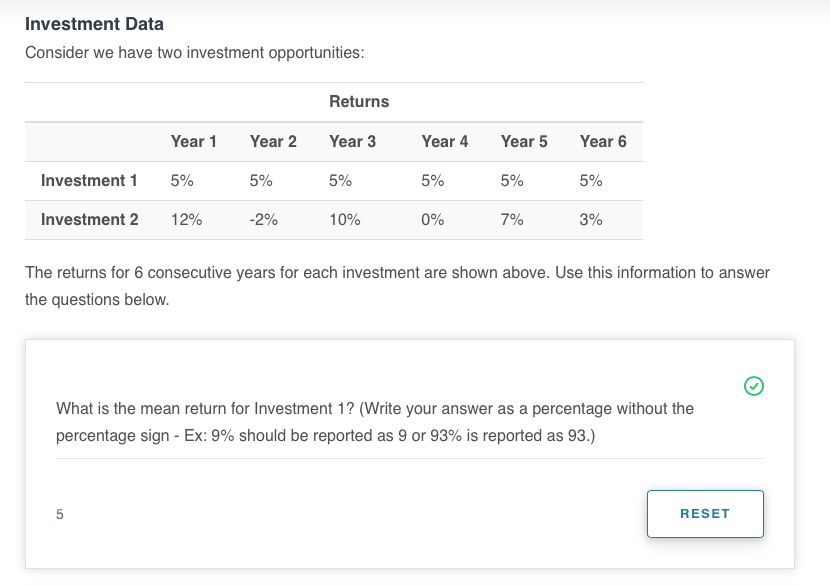 Investment Data
Consider we have two investment opportunities:
Returns
Year 1 Year 2 Year 3 Year 4 Year 5 Year 6
Investment 1 5% 5% 5% 5% 5% 5%
Investment 2 12% -2% 10% 0% 7% 3%
The returns for 6 consecutive years for each investment are shown above. Use this information to answer
the questions below.
What is the mean return for Investment 1? (Write your answer as a percentage without the
percentage sign - Ex: 9% should be reported as 9 or 93% is reported as 93.)
5
RESET